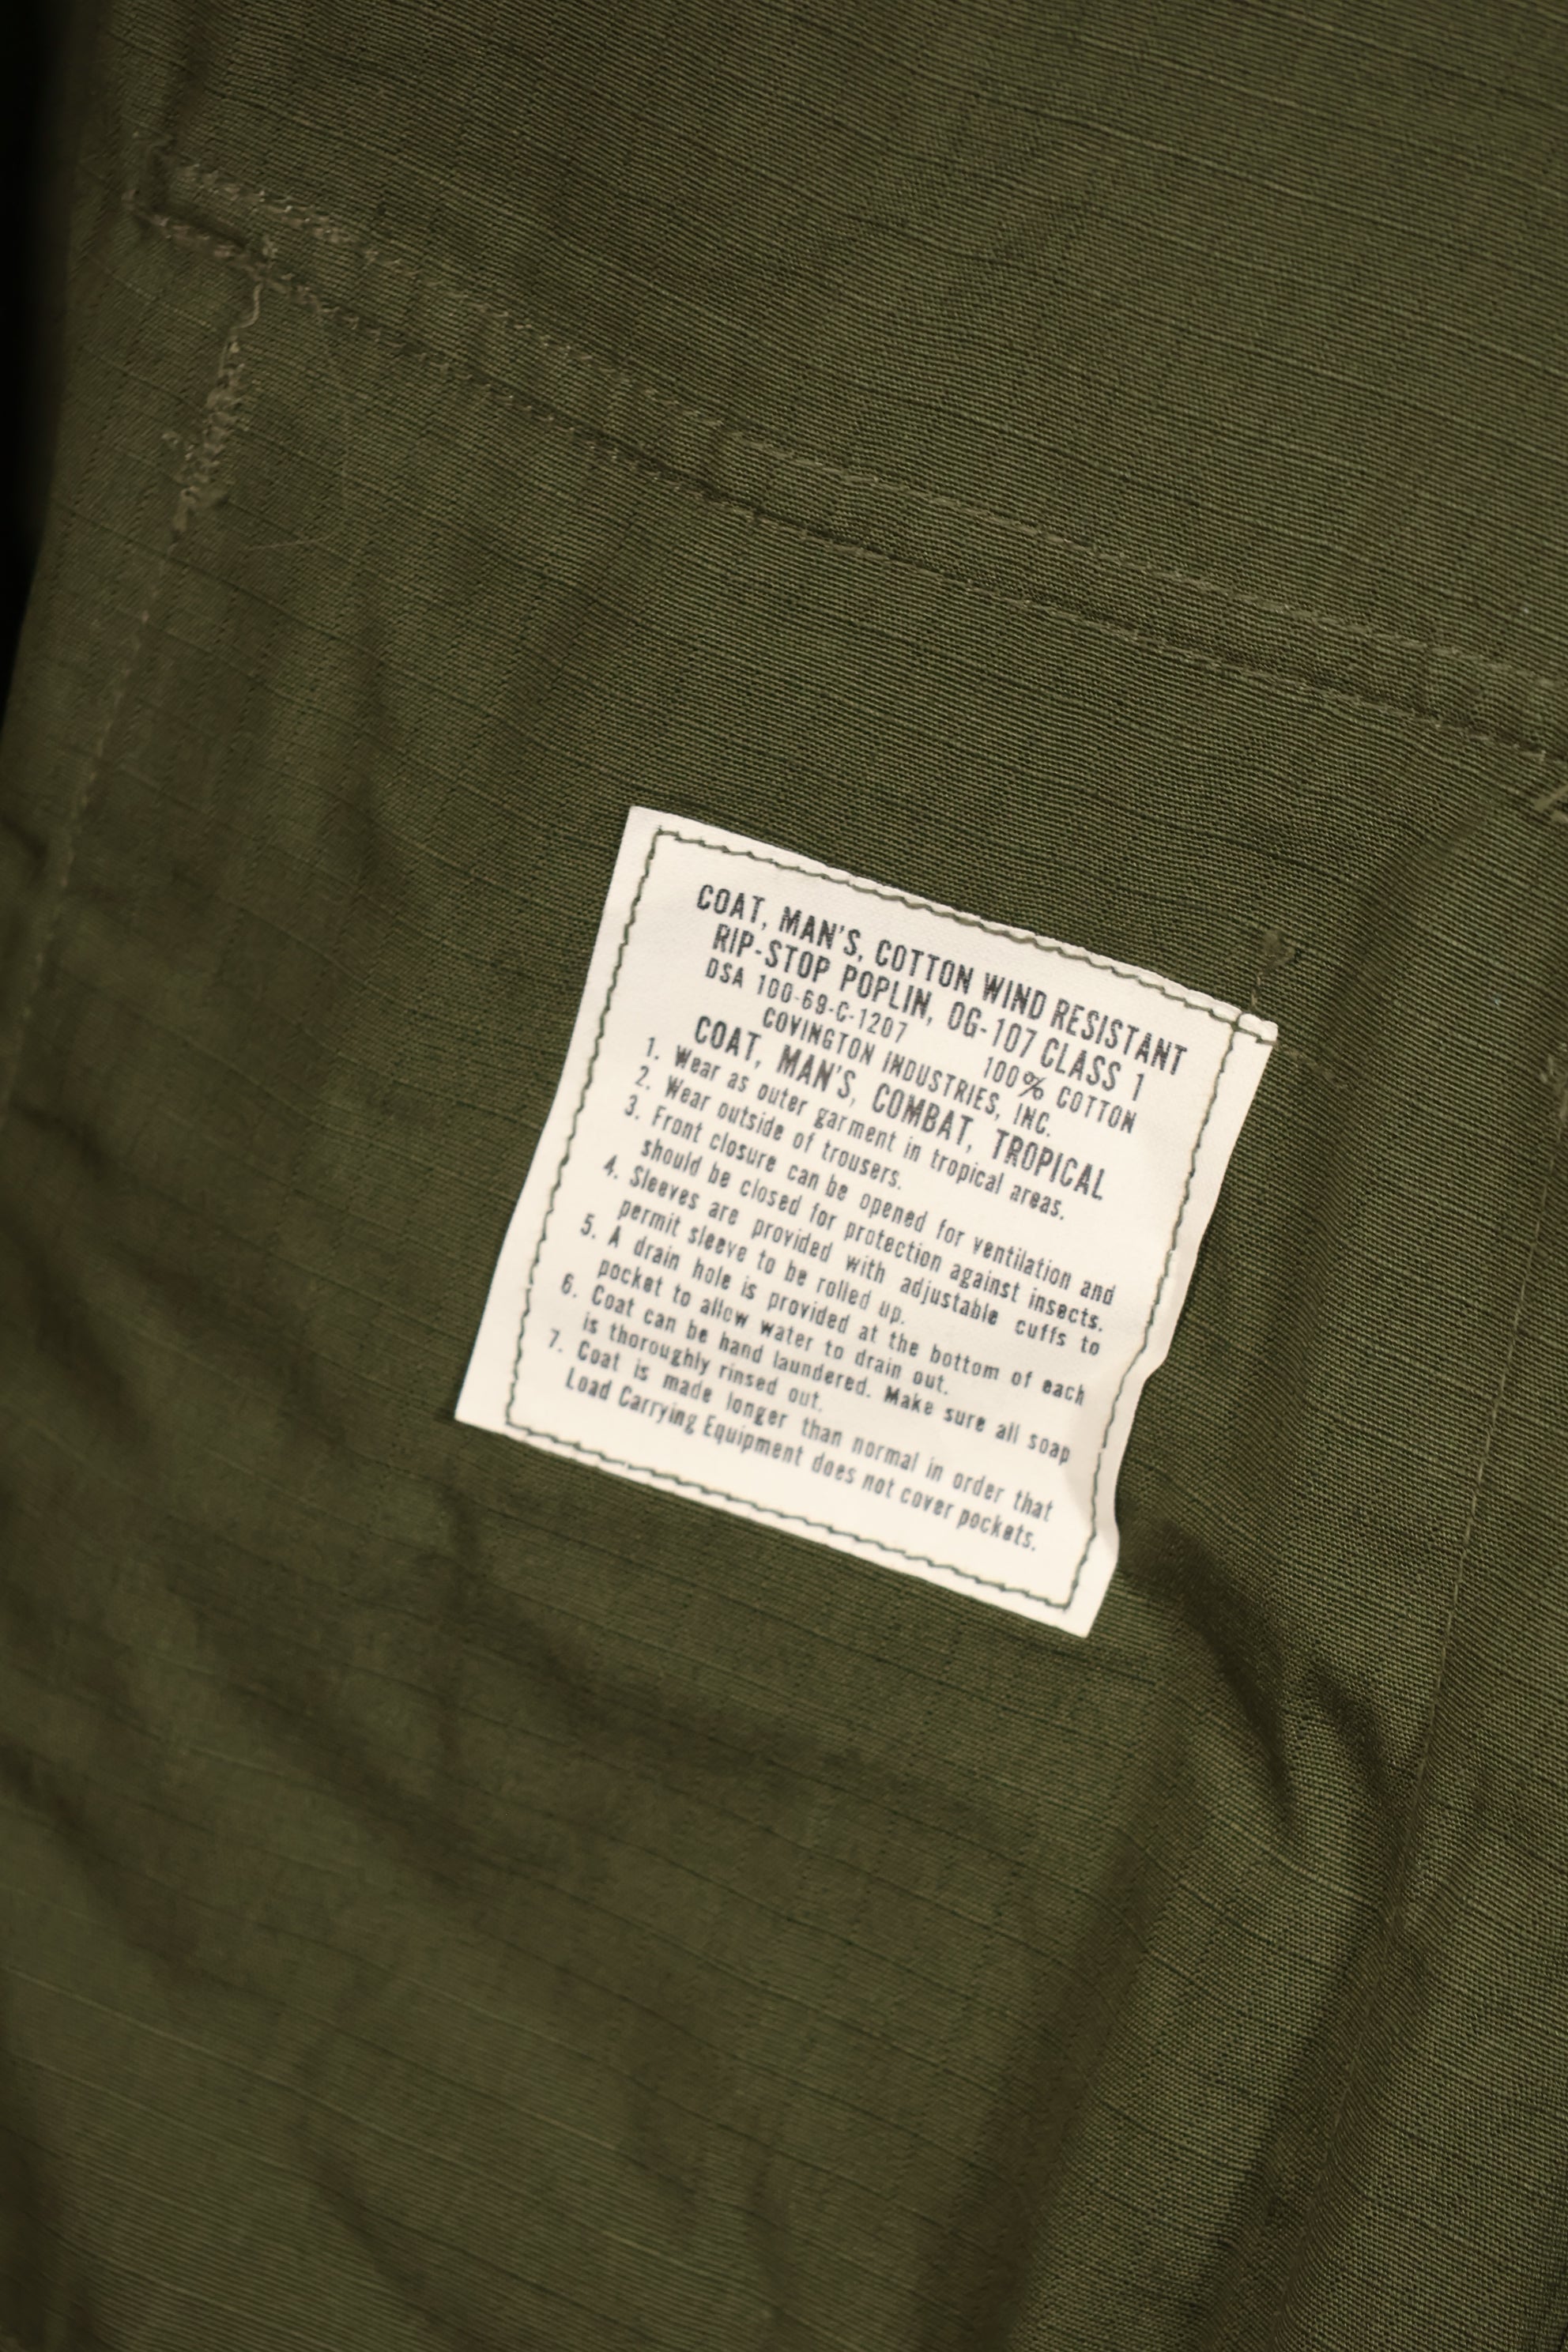 COAT, MAN'S, COTTON WIND RESISTANT
RIP-STOP POPLIN, OG-107 CLASS 1
DSA 100-69-C-1207 100% COTTON
COVINGTON INDUSTRIES, INC.
COAT, MAN'S, COMBAT, TROPICAL
1. Wear as outer garment in tropical areas.
2. Wear outside of trousers.
3. Front closure can be opened for ventilation and
should be closed for protection against insects.
4. Sleeves are provided with adjustable cuffs to
permit sleeve to be rolled up.
5. A drain hole is provided at the bottom of each
pocket to allow water to drain out.
6. Coat can be hand laundered. Make sure all soap
is thoroughly rinsed out.
7. Coat is made longer than normal in order that
Load Carrying Equipment does not cover pockets.